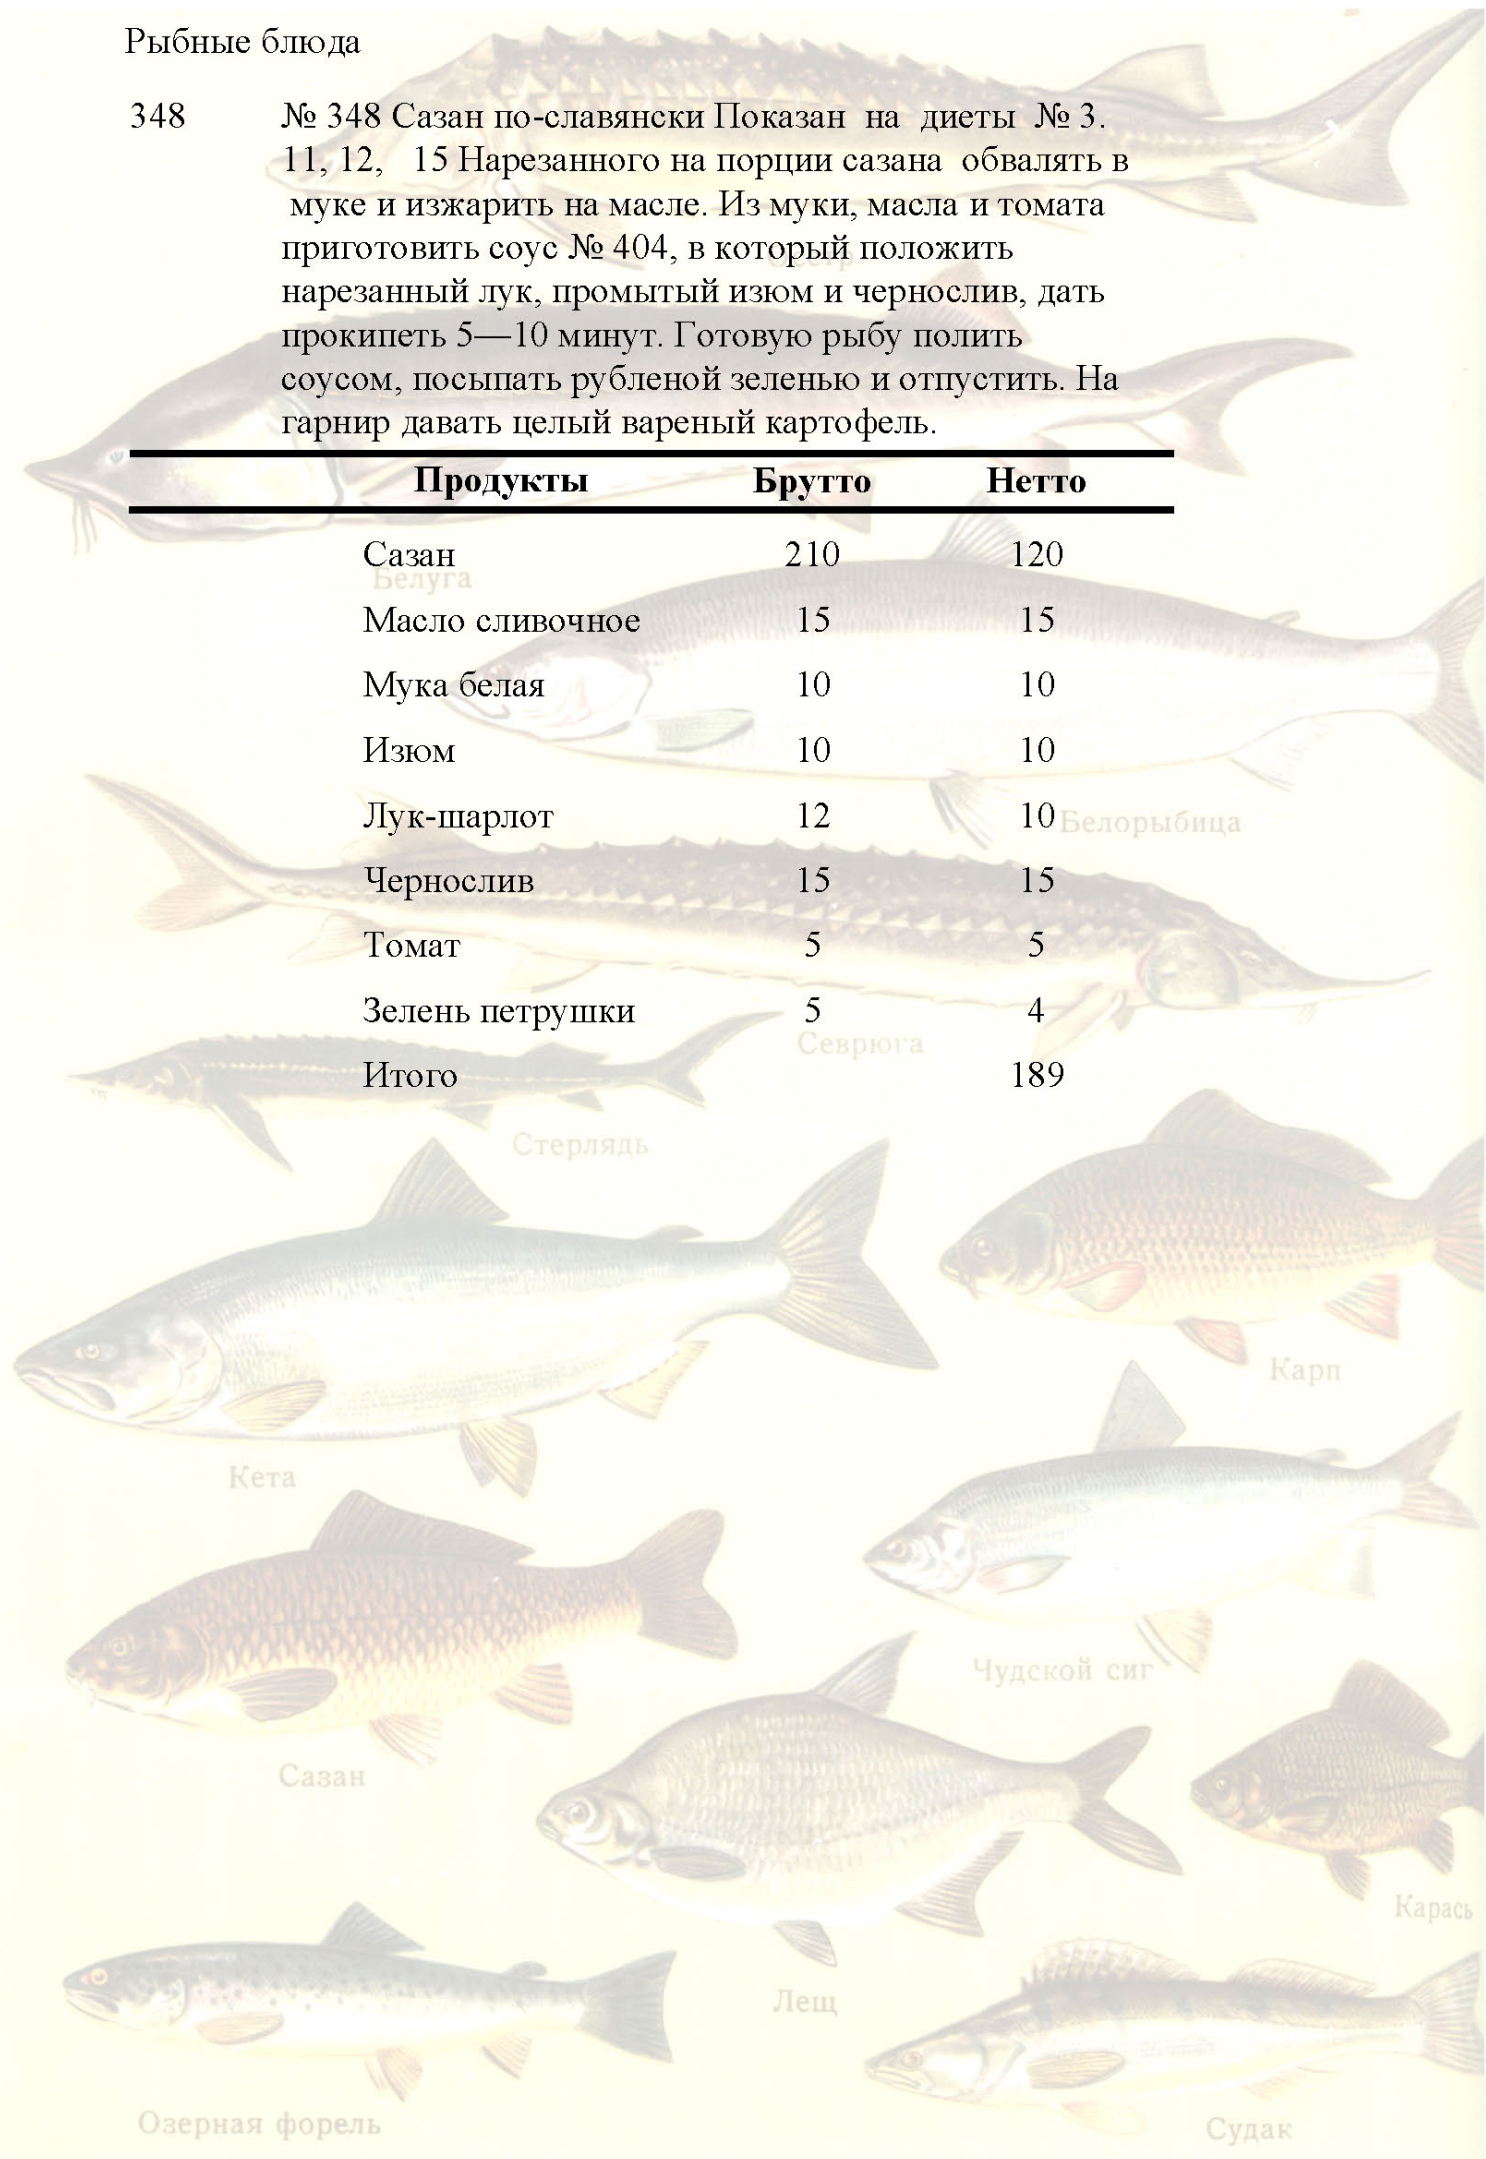 Рыбные блюда
348 № 348 Сазан по-славянски Показан на диеты № 3.
11, 12, 15 Нарезанного на порции сазана обвалять в
муке и изжарить на масле. Из муки, масла и томата
приготовить соус № 404, в который положить
нарезанный лук, промытый изюм и чернослив, дать
прокипеть 5—10 минут. Готовую рыбу полить
соусом, посыпать рубленой зеленью и отпустить. На
гарнир давать целый вареный картофель.
Продукты Брутто Нетто
Сазан 210 120
Белуга
Масло сливочное 15 15
Мука белая 10 10
Изюм 10 10
Лук-шарлот 12 10
Белорыбица
Чернослив 15 15
Томат 5 5
Зелень петрушки 5 4
Севрюга
Итого 189
Стерлядь
Карп
Кета
Чудской сиг
Сазан
Карась
Лещ
Озерная форель
Судак